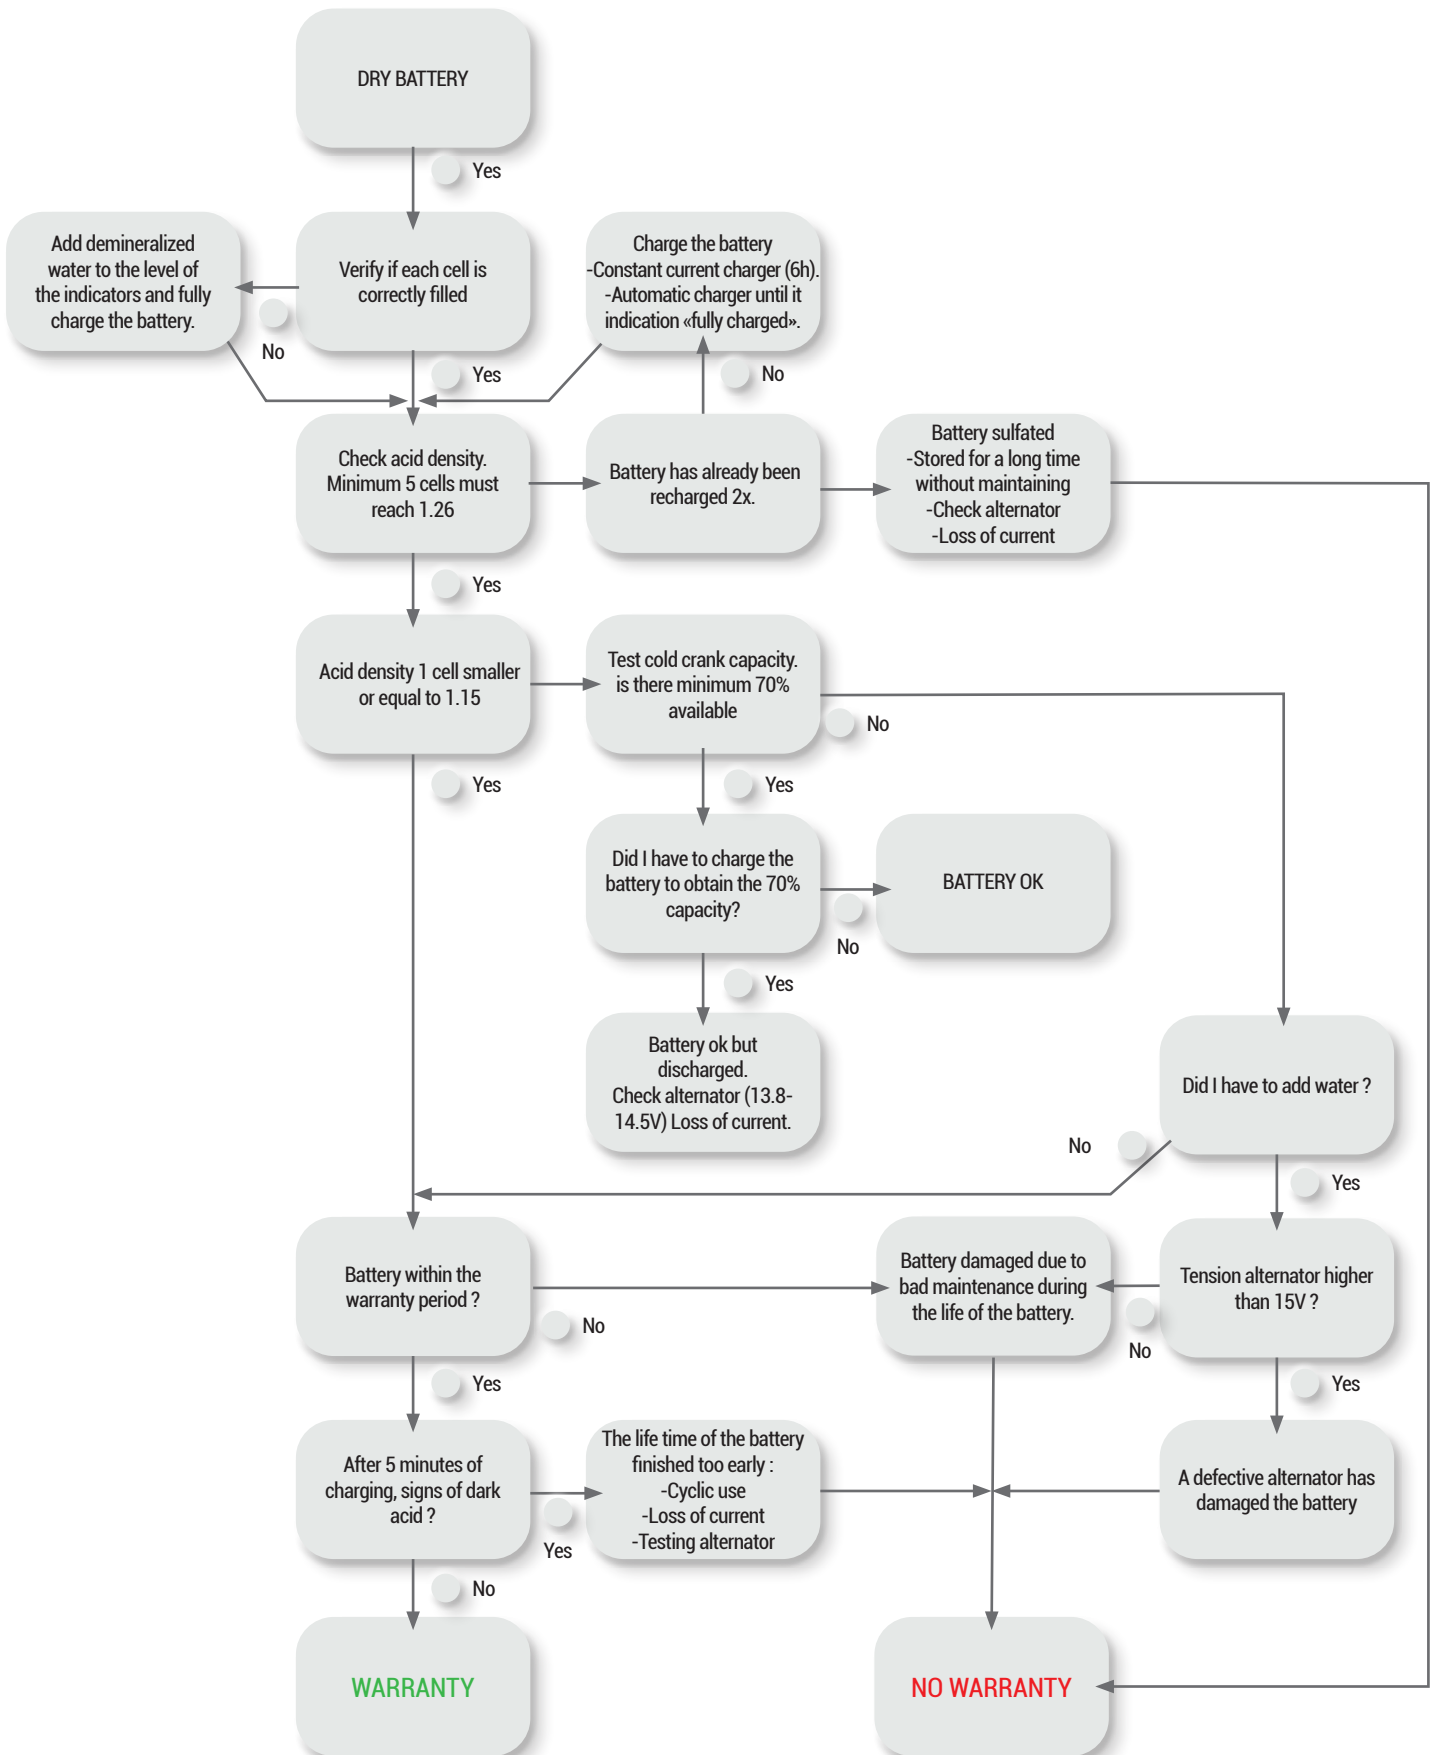 DRY BATTERY
Yes
Add demineralized
water to the level of
the indicators and fully
charge the battery.
Verify if each cell is
correctly filled
Charge the battery
-Constant current charger (6h).
-Automatic charger until it
indication «fully charged».
No
Yes
No
Check acid density.
Minimum 5 cells must
reach 1.26
Battery has already been
recharged 2x.
Battery sulfated
-Stored for a long time
without maintaining
-Check alternator
-Loss of current
Yes
Acid density 1 cell smaller
or equal to 1.15
Test cold crank capacity.
is there minimum 70%
available
No
Yes
Yes
Did I have to charge the
battery to obtain the 70%
capacity?
BATTERY OK
No
Yes
Battery ok but
discharged.
Check alternator (13.8-
14.5V) Loss of current.
Did I have to add water ?
No
Yes
Battery within the
warranty period ?
Battery damaged due to
bad maintenance during
the life of the battery.
Tension alternator higher
than 15V ?
No
No
Yes
Yes
After 5 minutes of
charging, signs of dark
acid ?
The life time of the battery
finished too early :
-Cyclic use
-Loss of current
-Testing alternator
A defective alternator has
damaged the battery
Yes
No
WARRANTY
NO WARRANTY